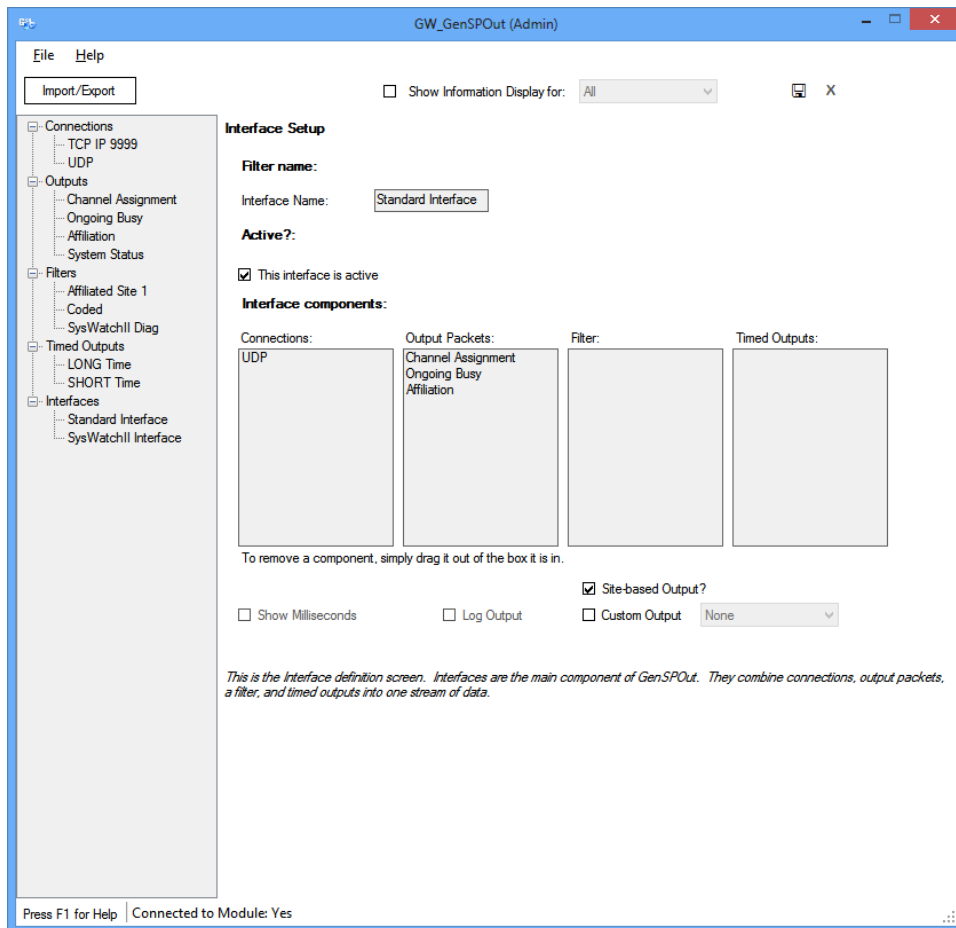 GW_GenSPOut (Admin)
File Help
Import/Export
Show Information Display for: All
X
Connections
TCP IP 9999
UDP
Outputs
Channel Assignment
Ongoing Busy
Affiliation
System Status
Filters
Affiliated Site 1
Coded
SysWatchII Diag
Timed Outputs
LONG Time
SHORT Time
Interfaces
Standard Interface
SysWatchII Interface
Interface Setup
Filter name:
Interface Name: Standard Interface
Active?:
This interface is active
Interface components:
Connections: Output Packets: Filter: Timed Outputs:
UDP Channel Assignment
Ongoing Busy
Affiliation
To remove a component, simply drag it out of the box it is in.
Site-based Output?
Show Milliseconds Log Output Custom Output None
This is the Interface definition screen. Interfaces are the main component of GenSPOut. They combine connections, output packets,
a filter, and timed outputs into one stream of data.
Press F1 for Help Connected to Module: Yes